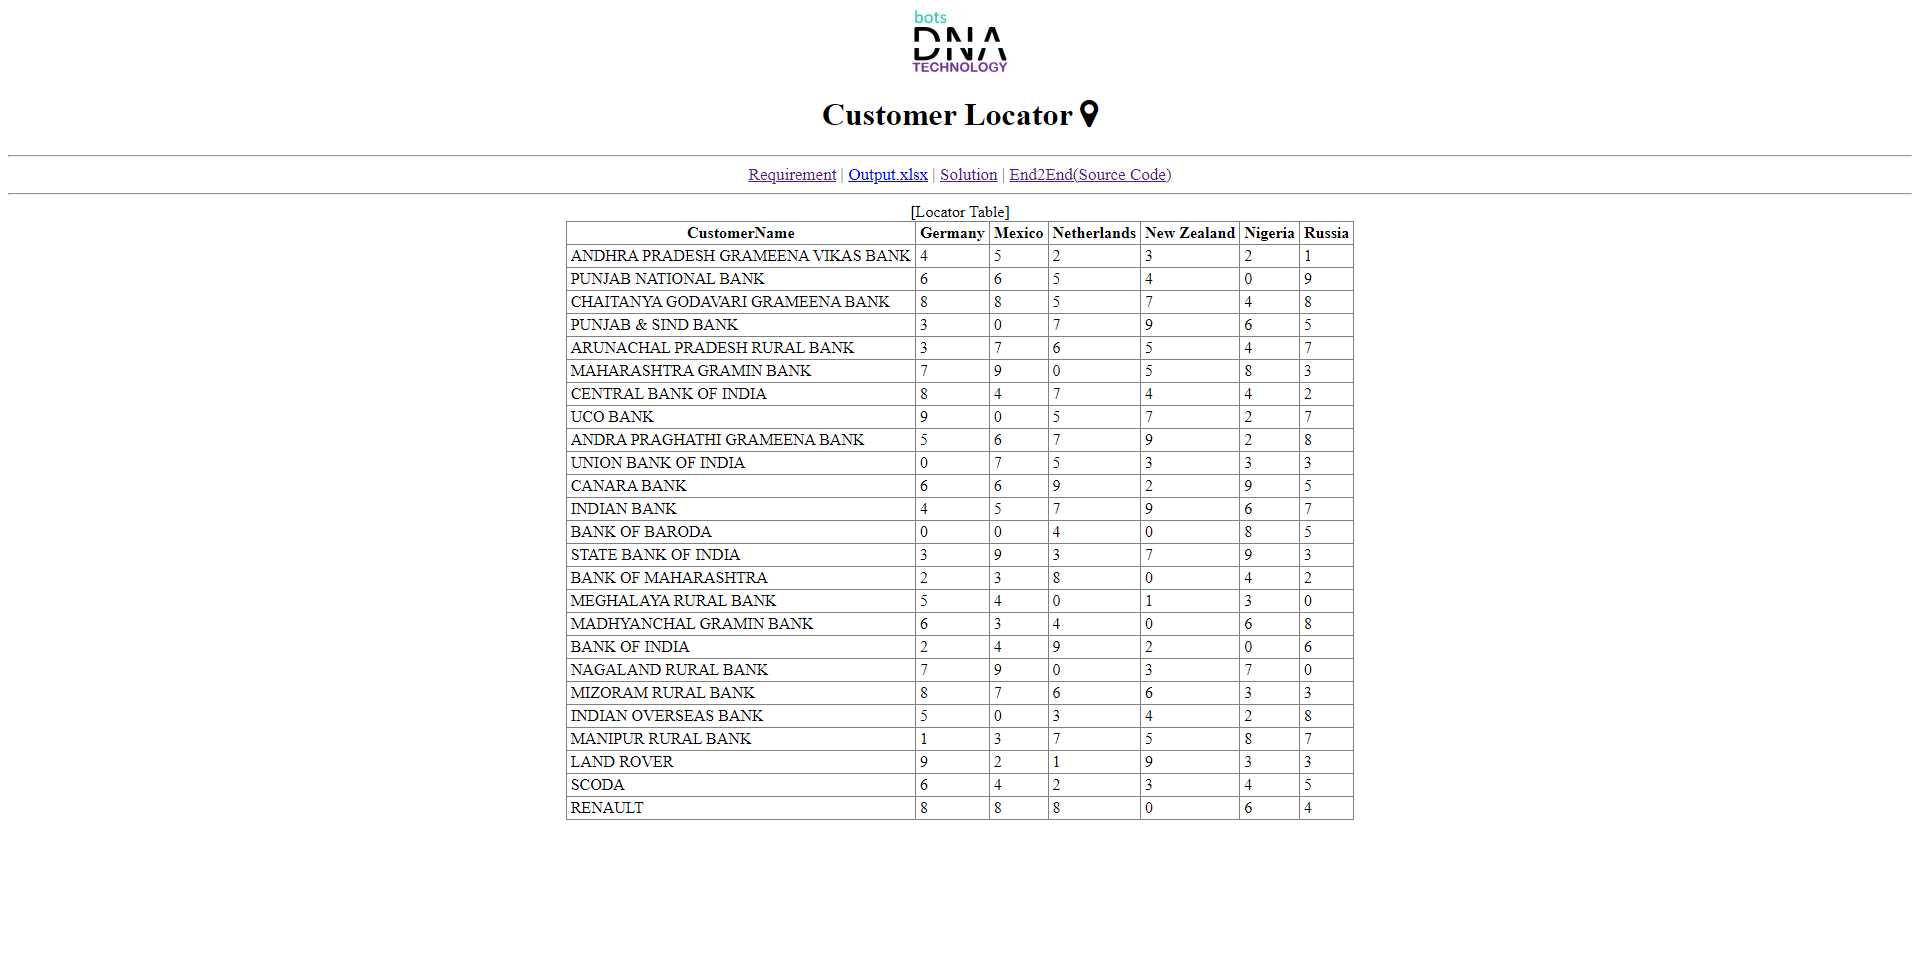 bots
DNA
TECHNOLOGY
Customer Locator
Requirement | Output.xlsx | Solution | End2End(Source Code)
[Locator Table]
CustomerName Germany Mexico Netherlands New Zealand Nigeria Russia
ANDHRA PRADESH GRAMEENA VIKAS BANK 4 5 2 3 2 1
PUNJAB NATIONAL BANK 6 6 5 4 0 9
CHAITANYA GODAVARI GRAMEENA BANK 8 8 5 7 4 8
PUNJAB & SIND BANK 3 0 7 9 6 5
ARUNACHAL PRADESH RURAL BANK 3 7 6 5 4 7
MAHARASHTRA GRAMIN BANK 7 9 0 5 8 3
CENTRAL BANK OF INDIA 8 4 7 4 4 2
UCO BANK 9 0 5 7 2 7
ANDRA PRAGHATHI GRAMEENA BANK 5 6 7 9 2 8
UNION BANK OF INDIA 0 7 5 3 3 3
CANARA BANK 6 6 9 2 9 5
INDIAN BANK 4 5 7 9 6 7
BANK OF BARODA 0 0 4 0 8 5
STATE BANK OF INDIA 3 9 3 7 9 3
BANK OF MAHARASHTRA 2 3 8 0 4 2
MEGHALAYA RURAL BANK 5 4 0 1 3 0
MADHYANCHAL GRAMIN BANK 6 3 4 0 6 8
BANK OF INDIA 2 4 9 2 0 6
NAGALAND RURAL BANK 7 9 0 3 7 0
MIZORAM RURAL BANK 8 7 6 6 3 3
INDIAN OVERSEAS BANK 5 0 3 4 2 8
MANIPUR RURAL BANK 1 3 7 5 8 7
LAND ROVER 9 2 1 9 3 3
SCODA 6 4 2 3 4 5
RENAULT 8 8 8 0 6 4